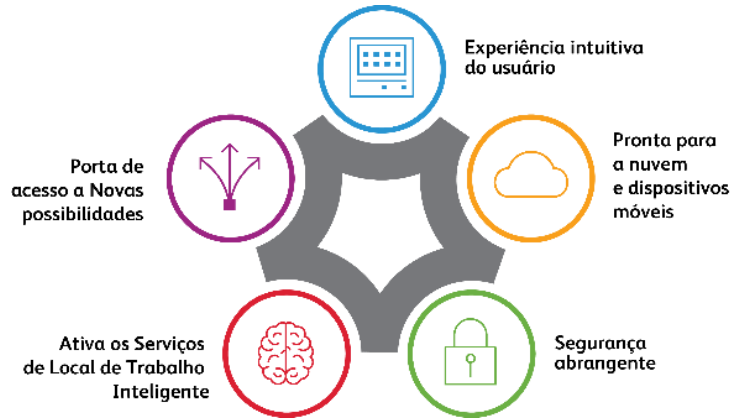 Experiência intuitiva
do usuário
Pronta para
a nuvem
e dispositivos
móveis
Segurança
abrangente
Ativa os Serviços
de Local de Trabalho
Inteligente
Porta de
acesso a Novas
possibilidades